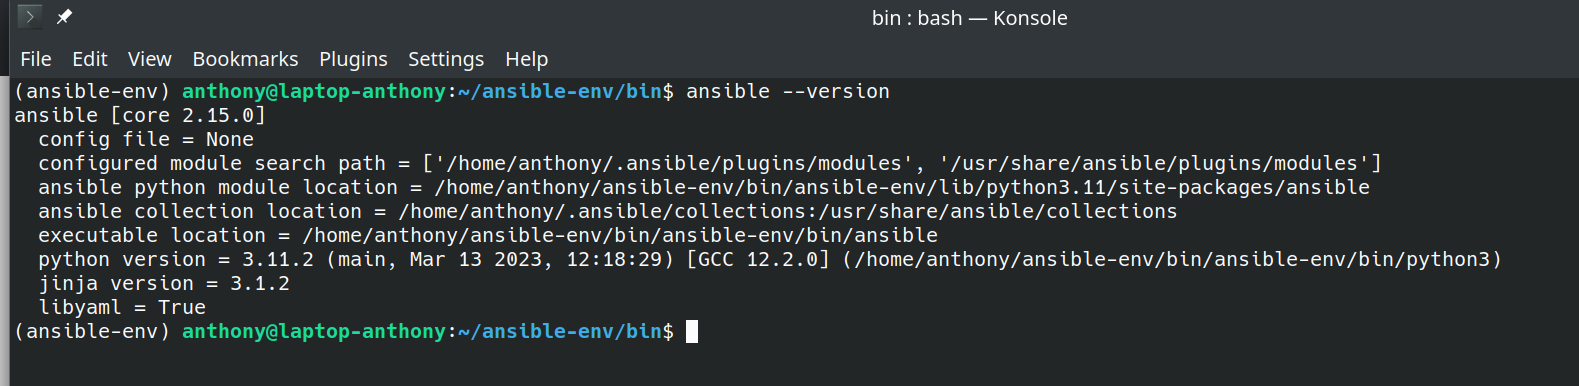 bin : bash — Konsole
File Edit View Bookmarks Plugins Settings Help
(ansible-env) anthony@laptop-anthony:~/ansible-env/bin$ ansible --version
ansible [core 2.15.0]
  config file = None
  configured module search path = ['/home/anthony/.ansible/plugins/modules', '/usr/share/ansible/plugins/modules']
  ansible python module location = /home/anthony/ansible-env/bin/ansible-env/lib/python3.11/site-packages/ansible
  ansible collection location = /home/anthony/.ansible/collections:/usr/share/ansible/collections
  executable location = /home/anthony/ansible-env/bin/ansible-env/bin/ansible
  python version = 3.11.2 (main, Mar 13 2023, 12:18:29) [GCC 12.2.0] (/home/anthony/ansible-env/bin/ansible-env/bin/python3)
  jinja version = 3.1.2
  libyaml = True
(ansible-env) anthony@laptop-anthony:~/ansible-env/bin$